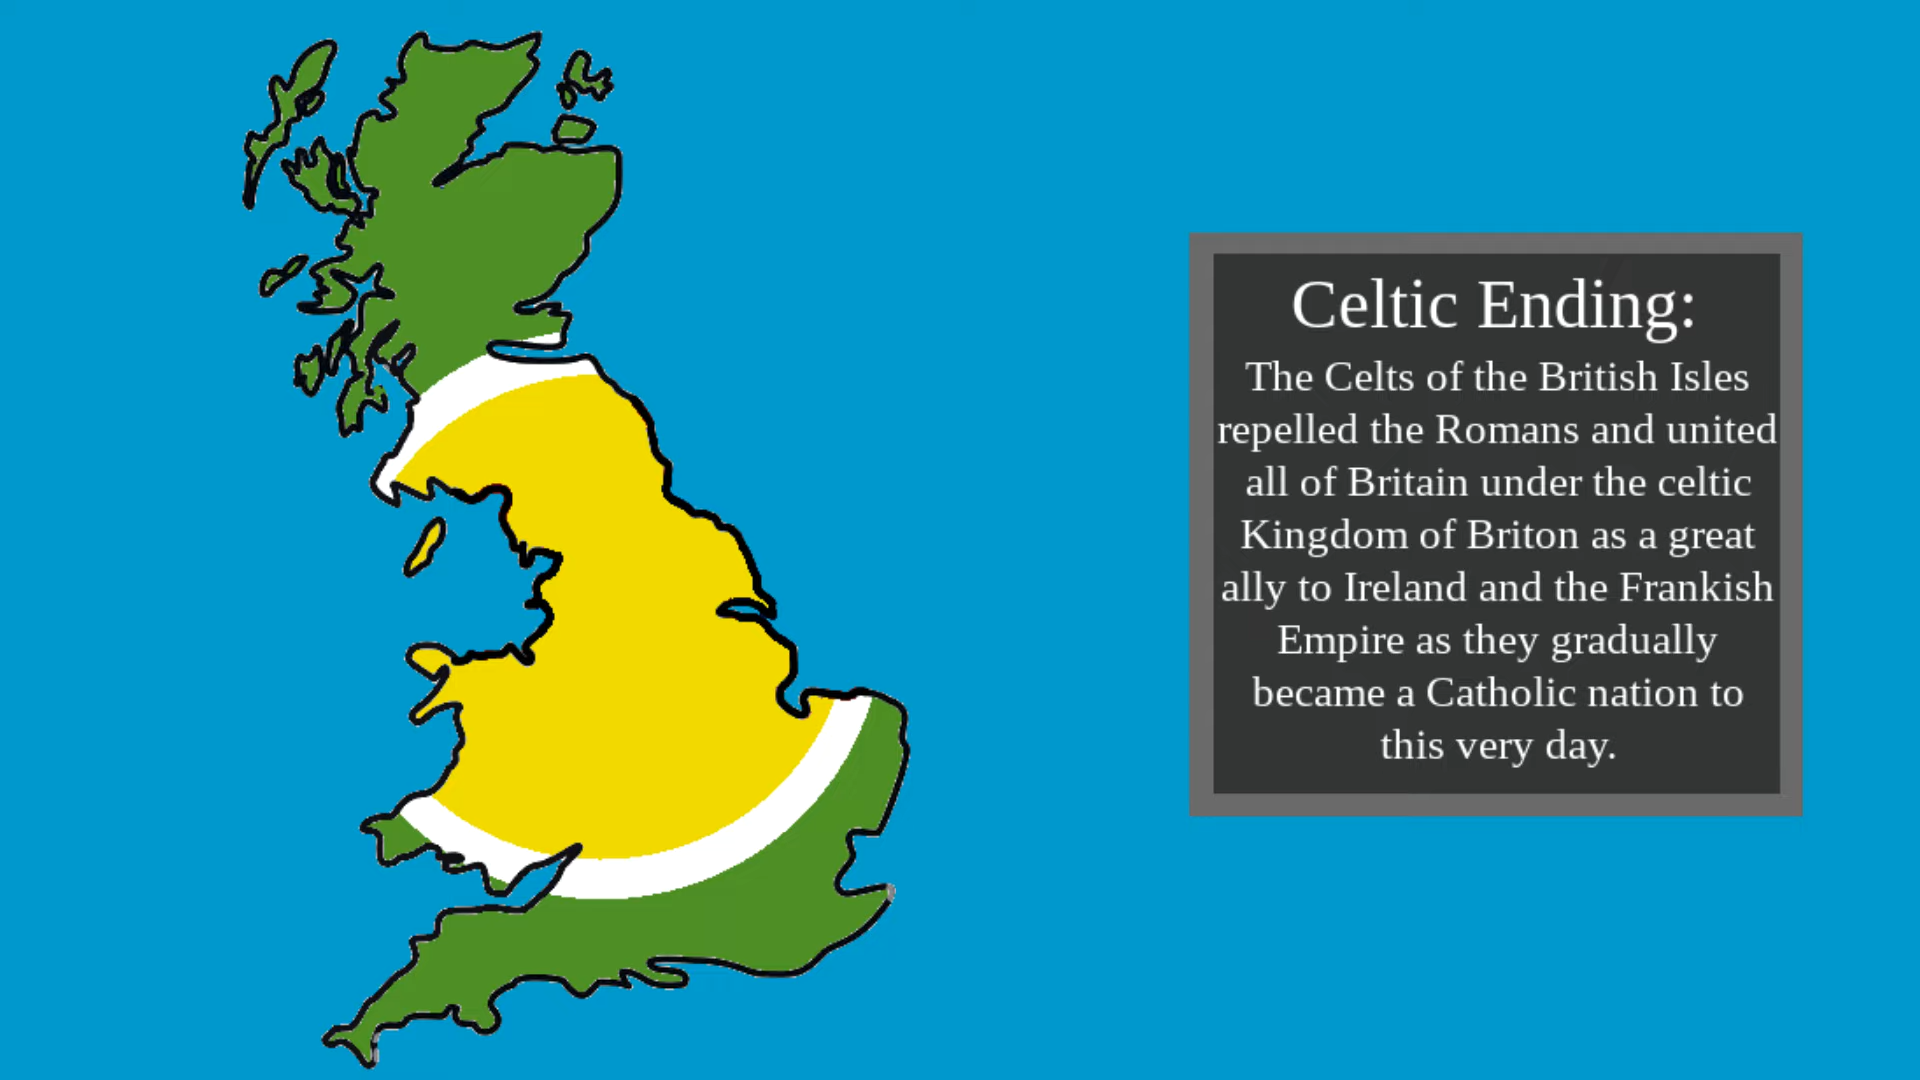 Celtic Ending:
The Celts of the British Isles
repelled the Romans and united
all of Britain under the celtic
Kingdom of Briton as a great
ally to Ireland and the Frankish
Empire as they gradually
became a Catholic nation to
this very day.